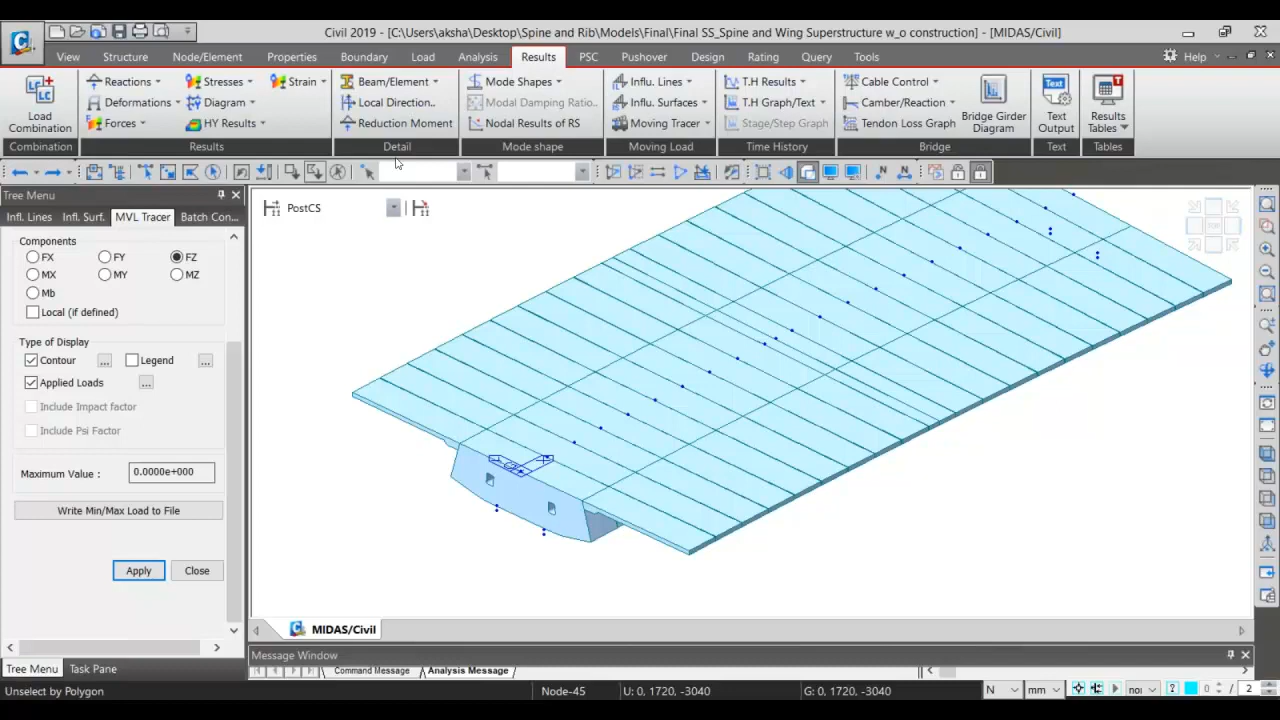 Civil 2019 - [C:\Users\aksha\Desktop\Spine and Rib\Models\Final\Final SS_Spine and Wing Superstructure w_o construction] - [MIDAS/Civil]
View Structure Node/Element Properties Boundary Load Analysis Results PSC Pushover Design Rating Query Tools Help
Reactions Stresses Strain Beam/Element Mode Shapes Influ. Lines T.H Results Cable Control
Deformations Diagram Local Direction... Modal Damping Ratio... Influ. Surfaces T.H Graph/Text Camber/Reaction
Forces HY Results Reduction Moment Nodal Results of RS Moving Tracer Stage/Step Graph Tendon Loss Graph
Load Combination Bridge Girder Diagram Text Output Results Tables
Combination Results Detail Mode shape Moving Load Time History Bridge Text Tables
Tree Menu
Infl. Lines Infl. Surf. MVL Tracer Batch Con...
PostCS
TOP
Components
FX FY FZ
MX MY MZ
Mb
Local (if defined)
Type of Display
Contour ... Legend ...
Applied Loads ...
Include Impact factor
Include Psi Factor
Maximum Value : 0.0000e+000
Write Min/Max Load to File
Apply Close
MIDAS/Civil
Message Window
Tree Menu Task Pane
Command Message Analysis Message
Unselect by Polygon Node-45 U: 0, 1720, -3040 G: 0, 1720, -3040 N mm nor ? 0 / 2